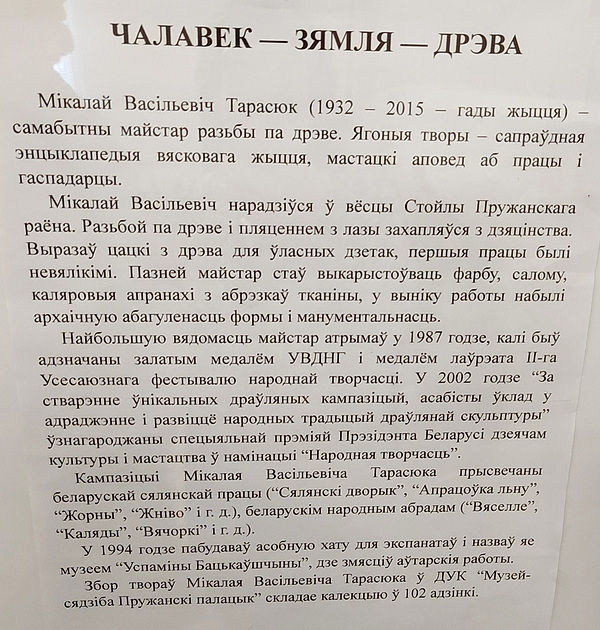 ЧАЛАВЕК — ЗЯМЛЯ — ДРЭВА
Мікалай Васільевіч Тарасюк (1932 – 2015 – гады жыцця) –
самабытны майстар разьбы па дрэве. Ягоныя творы – сапраўдная
энцыклапедыя вясковага жыцця, мастацкі аповед аб працы і
гаспадарцы.
Мікалай Васільевіч нарадзіўся ў вёсцы Стойлы Пружанскага
раёна. Разьбой па дрэве і пляценнем з лазы захапляўся з дзяцінства.
Выразаў цацкі з дрэва для ўласных дзетак, першыя працы былі
невялікімі. Пазней майстар стаў выкарыстоўваць фарбу, салому,
каляровыя апранахі з абрэзкаў тканіны, у выніку работы набылі
архаічную абагуленасць формы і манументальнасць.
Найбольшую вядомасць майстар атрымаў у 1987 годзе, калі быў
адзначаны залатым медалём УВДНГ і медалём лаўрэата II-га
Усесаюзнага фестывалю народнай творчасці. У 2002 годзе “За
стварэнне ўнікальных драўляных кампазіцый, асабісты ўклад у
адраджэнне і развіццё народных традыцый драўлянай скульптуры”
ўзнагароджаны спецыяльнай прэміяй Прэзідэнта Беларусі дзеячам
культуры і мастацтва ў намінацыі “Народная творчасць”.
Кампазіцыі Мікалая Васільевіча Тарасюка прысвечаны
беларускай сялянскай працы (“Сялянскі дворык”, “Апрацоўка льну”,
“Жорны”, “Жніво” і г. д.), беларускім народным абрадам (“Вяселле”,
“Каляды”, “Вячоркі” і г. д.).
У 1994 годзе пабудаваў асобную хату для экспанатаў і назваў яе
музеем “Успаміны Бацькаўшчыны”, дзе змясціў аўтарскія работы.
Збор твораў Мікалая Васільевіча Тарасюка ў ДУК “Музей-
сядзіба Пружанскі палацык” складае калекцыю ў 102 адзінкі.